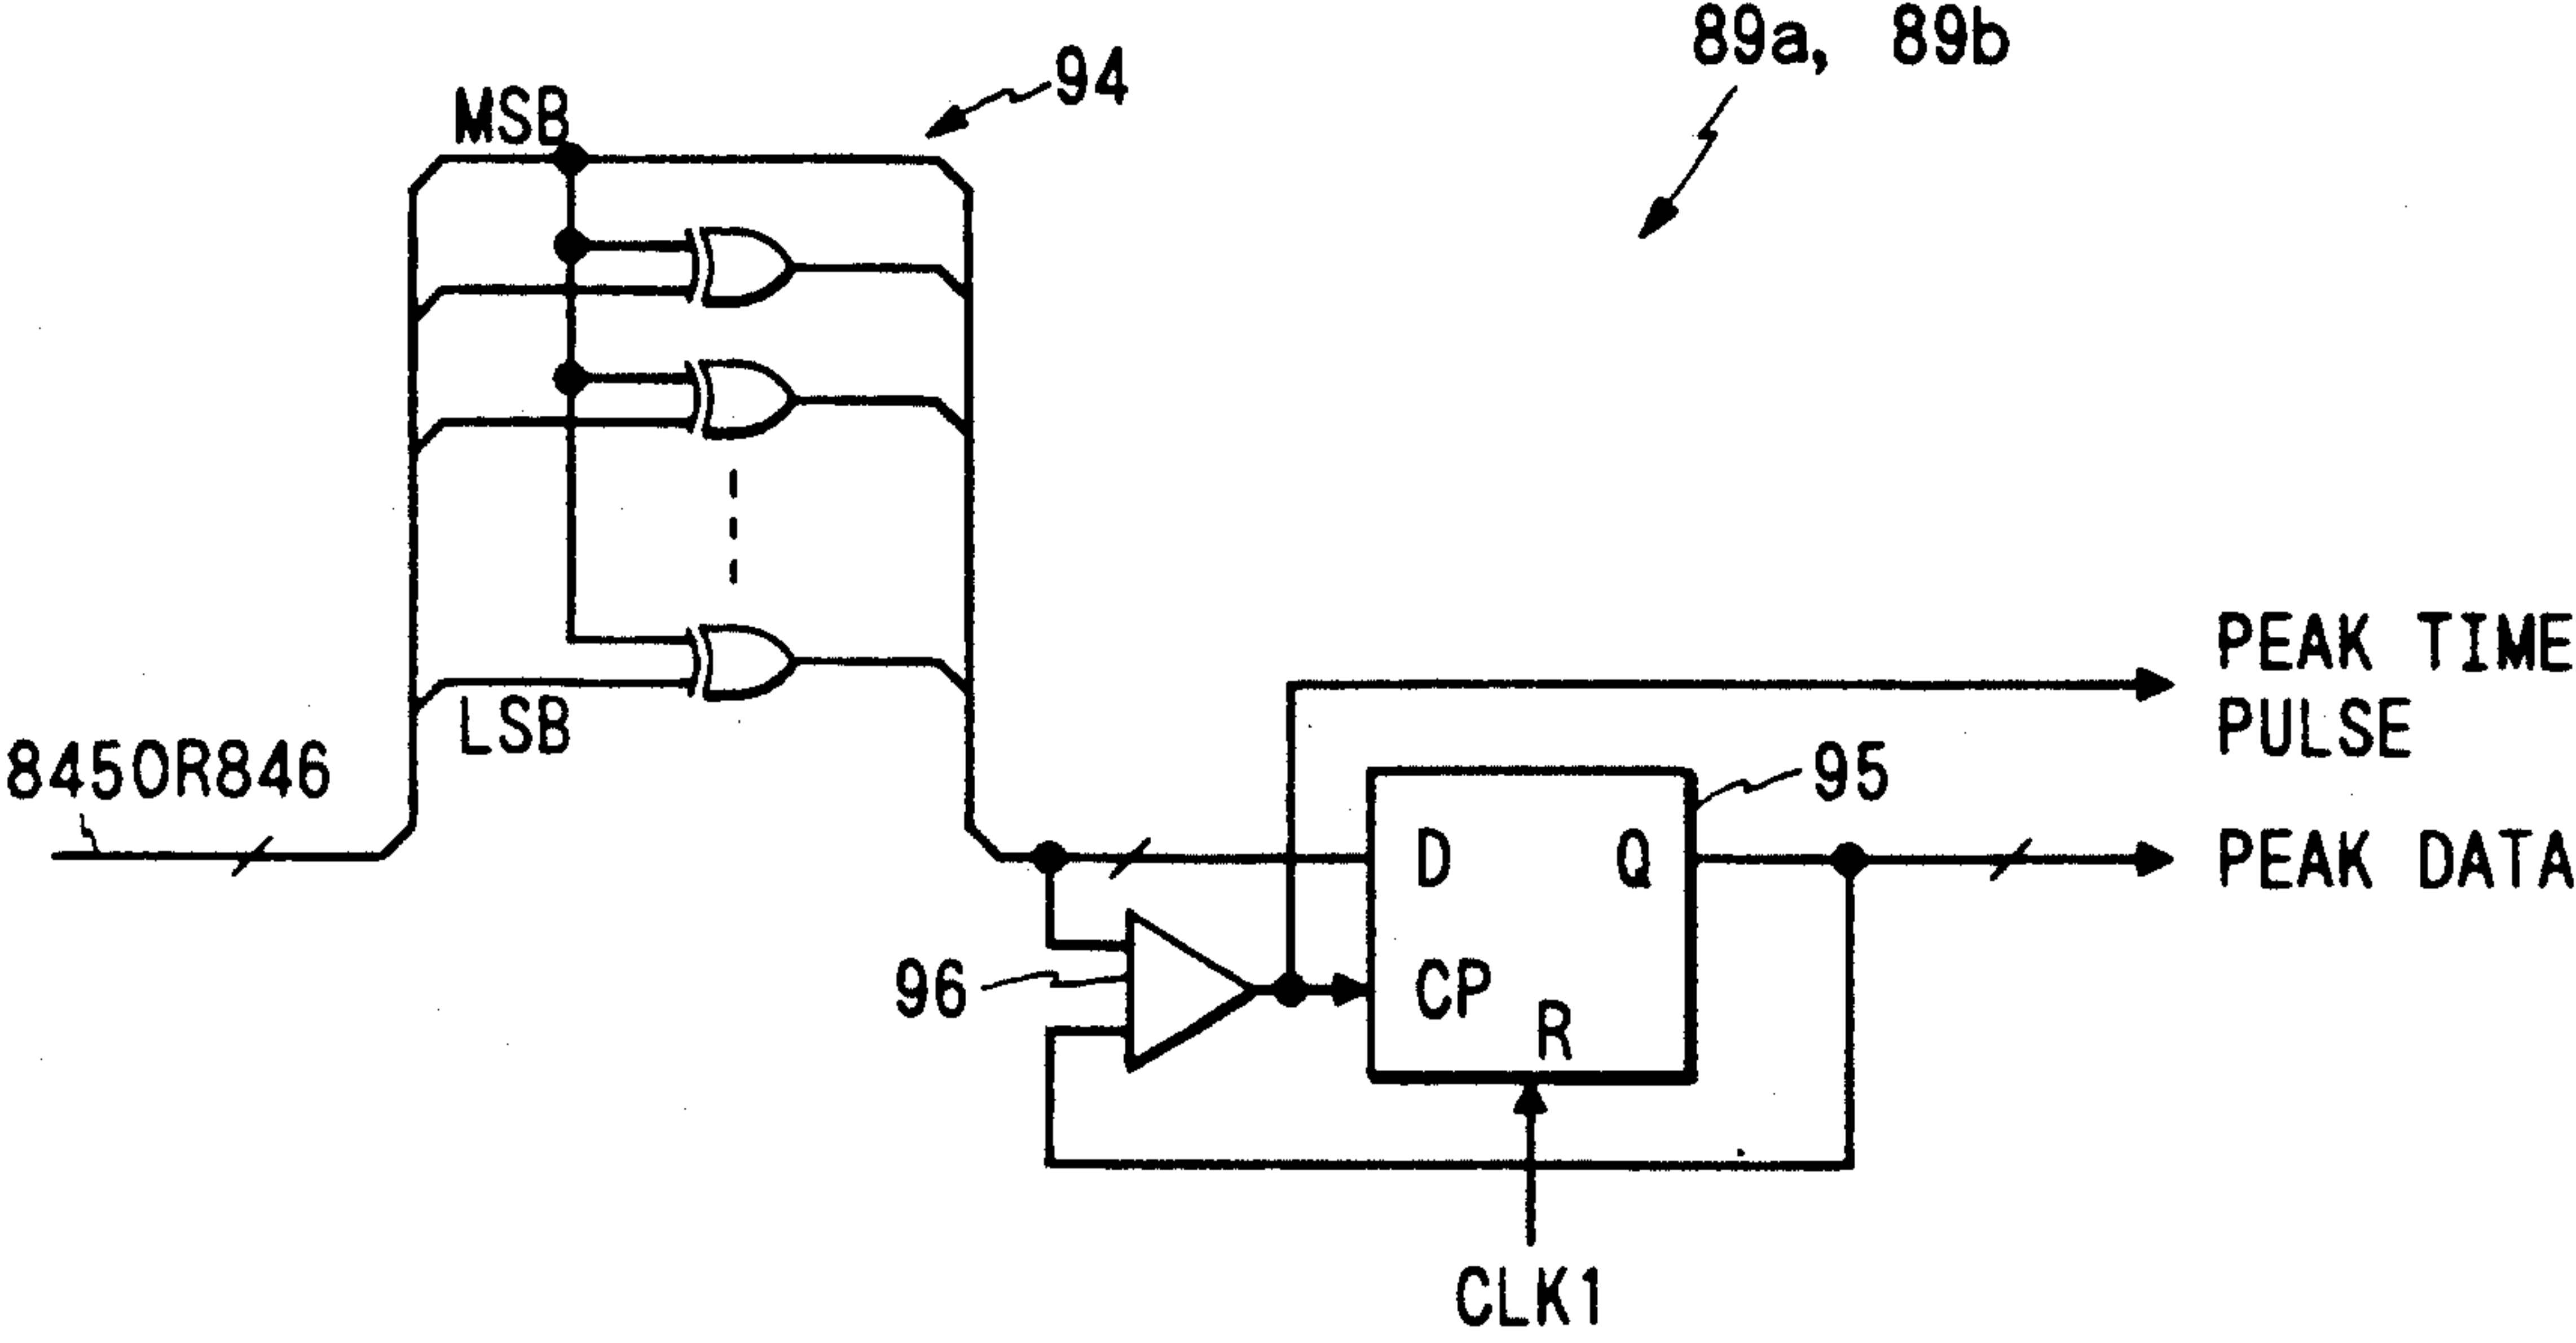 89a, 89b
94
MSB
LSB
845OR846
PEAK TIME
PULSE
95
D
Q
PEAK DATA
96
CP
R
CLK1